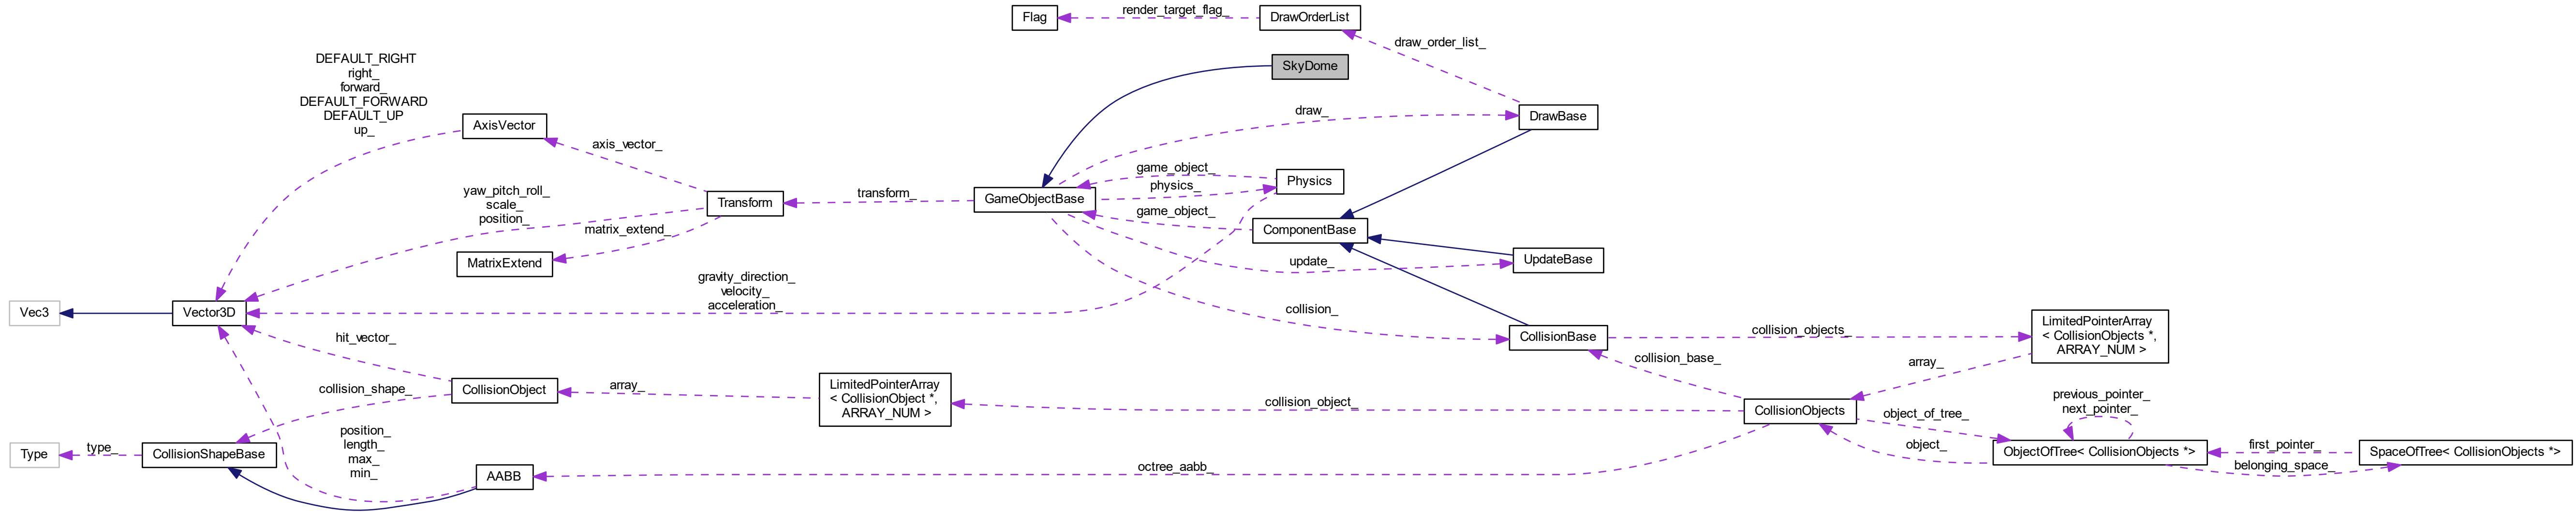 Flag
render_target_flag_
DrawOrderList
draw_order_list_
SkyDome
DEFAULT_RIGHT
right_
forward_
DEFAULT_FORWARD
DEFAULT_UP
up_
AxisVector
axis_vector_
draw_
DrawBase
yaw_pitch_roll_
scale_
position_
Transform
transform_
GameObjectBase
game_object_
physics_
Physics
game_object_
ComponentBase
matrix_extend_
MatrixExtend
update_
UpdateBase
gravity_direction_
velocity_
acceleration_
Vec3
Vector3D
collision_
CollisionBase
collision_objects_
LimitedPointerArray
< CollisionObjects *,
ARRAY_NUM >
hit_vector_
collision_base_
array_
CollisionObject
collision_shape_
array_
LimitedPointerArray
< CollisionObject *,
ARRAY_NUM >
collision_object_
CollisionObjects
object_of_tree_
previous_pointer_
next_pointer_
Type
type_
CollisionShapeBase
position_
length_
max_
min_
AABB
octree_aabb_
object_
ObjectOfTree< CollisionObjects *>
first_pointer_
belonging_space_
SpaceOfTree< CollisionObjects *>